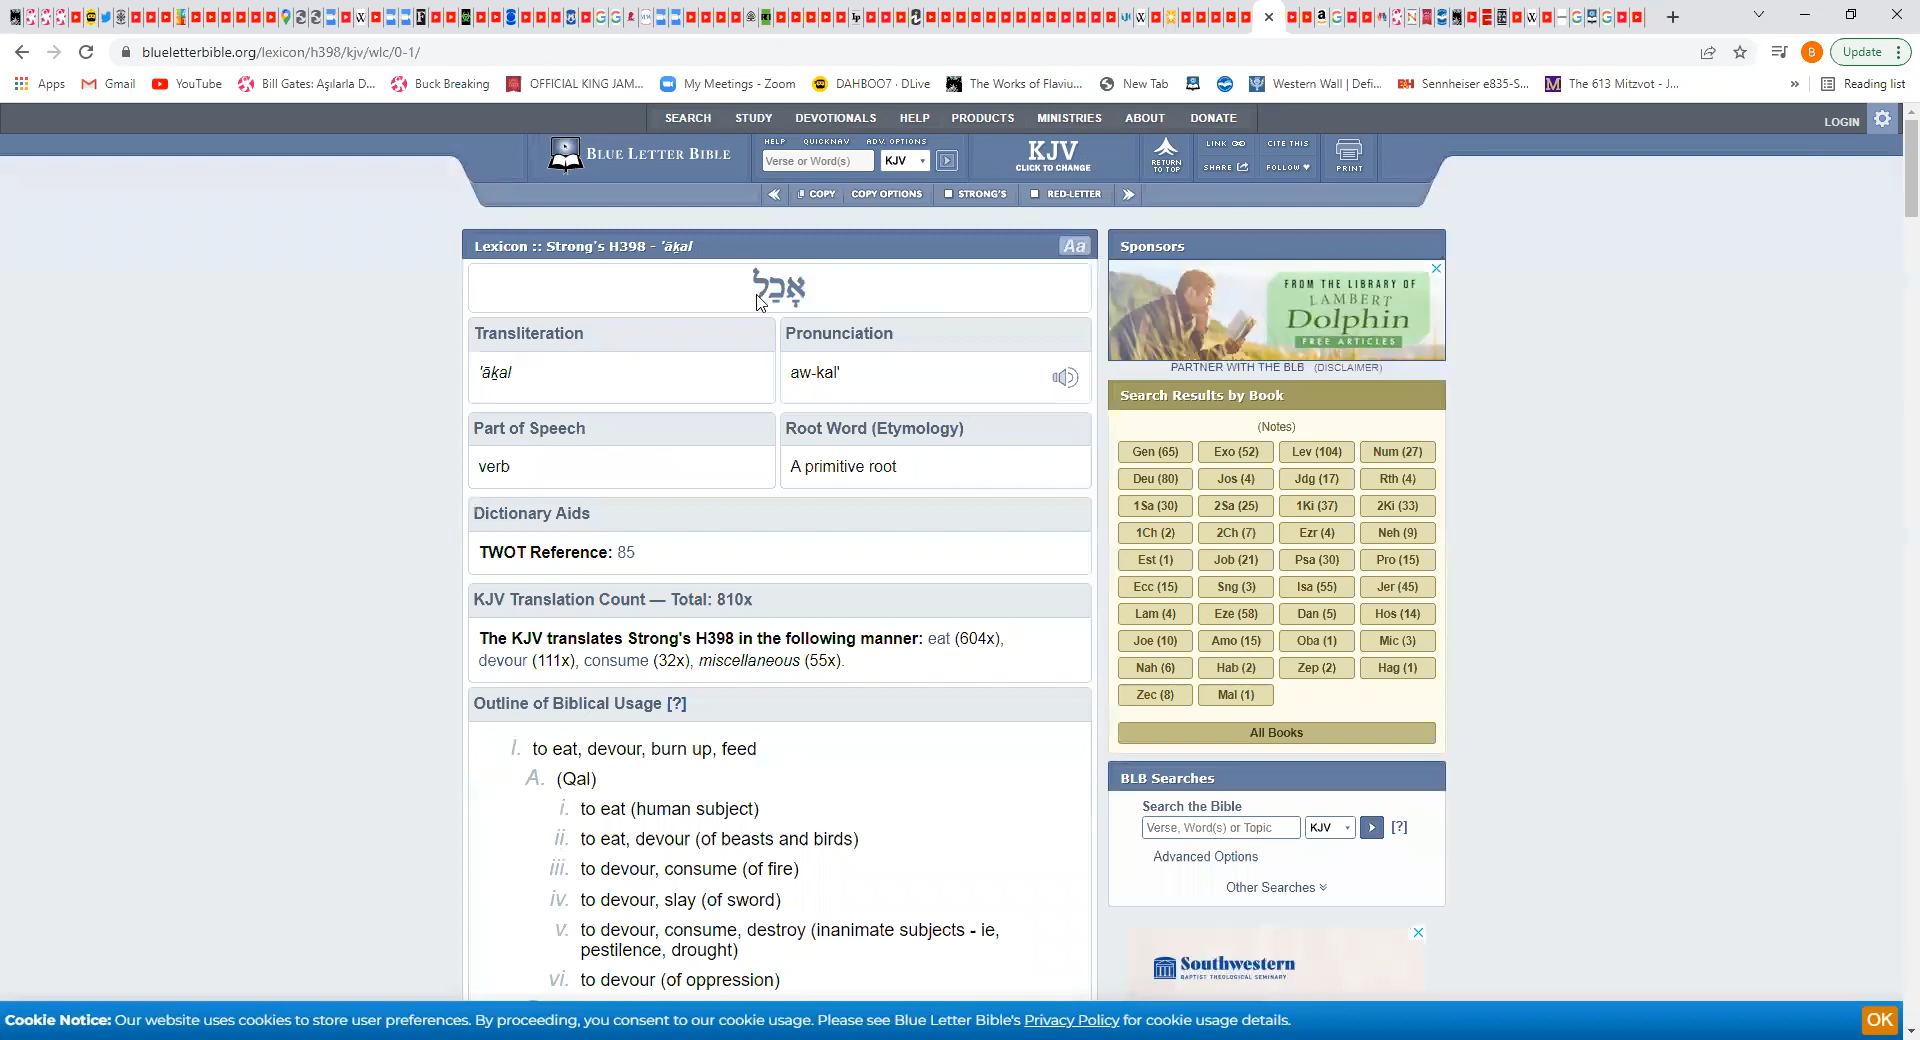 blueletterbible.org/lexicon/h398/kjv/wlc/0-1/
Update
Apps
Gmail
YouTube
Bill Gates: Aşılarla D...
Buck Breaking
OFFICIAL KING JAM...
My Meetings - Zoom
DAHBOO7 · DLive
The Works of Flaviu...
New Tab
Western Wall | Defi...
Sennheiser e835-S...
The 613 Mitzvot - J...
»
Reading list
SEARCH STUDY DEVOTIONALS HELP PRODUCTS MINISTRIES ABOUT DONATE
LOGIN
BLUE LETTER BIBLE
HELP QUICKNAV ADV. OPTIONS
Verse or Word(s) KJV
KJV
CLICK TO CHANGE
RETURN
TO TOP
LINK CITE THIS
SHARE FOLLOW
PRINT
COPY COPY OPTIONS STRONG'S RED-LETTER
Lexicon :: Strong's H398 - 'āḵal
Aa
אָכַל
Transliteration
'āḵal
Pronunciation
aw-kal'
Part of Speech
verb
Root Word (Etymology)
A primitive root
Dictionary Aids
TWOT Reference: 85
KJV Translation Count — Total: 810x
The KJV translates Strong's H398 in the following manner: eat (604x),
devour (111x), consume (32x), miscellaneous (55x).
Outline of Biblical Usage [?]
I. to eat, devour, burn up, feed
A. (Qal)
i. to eat (human subject)
ii. to eat, devour (of beasts and birds)
iii. to devour, consume (of fire)
iv. to devour, slay (of sword)
v. to devour, consume, destroy (inanimate subjects - ie,
pestilence, drought)
vi. to devour (of oppression)
Sponsors
FROM THE LIBRARY OF
LAMBERT
Dolphin
FREE ARTICLES
PARTNER WITH THE BLB (DISCLAIMER)
Search Results by Book
(Notes)
Gen (65) Exo (52) Lev (104) Num (27)
Deu (80) Jos (4) Jdg (17) Rth (4)
1Sa (30) 2Sa (25) 1Ki (37) 2Ki (33)
1Ch (2) 2Ch (7) Ezr (4) Neh (9)
Est (1) Job (21) Psa (30) Pro (15)
Ecc (15) Sng (3) Isa (55) Jer (45)
Lam (4) Eze (58) Dan (5) Hos (14)
Joe (10) Amo (15) Oba (1) Mic (3)
Nah (6) Hab (2) Zep (2) Hag (1)
Zec (8) Mal (1)
All Books
BLB Searches
Search the Bible
Verse, Word(s) or Topic KJV [?]
Advanced Options
Other Searches
Southwestern
BAPTIST THEOLOGICAL SEMINARY
Cookie Notice: Our website uses cookies to store user preferences. By proceeding, you consent to our cookie usage. Please see Blue Letter Bible's Privacy Policy for cookie usage details.
OK